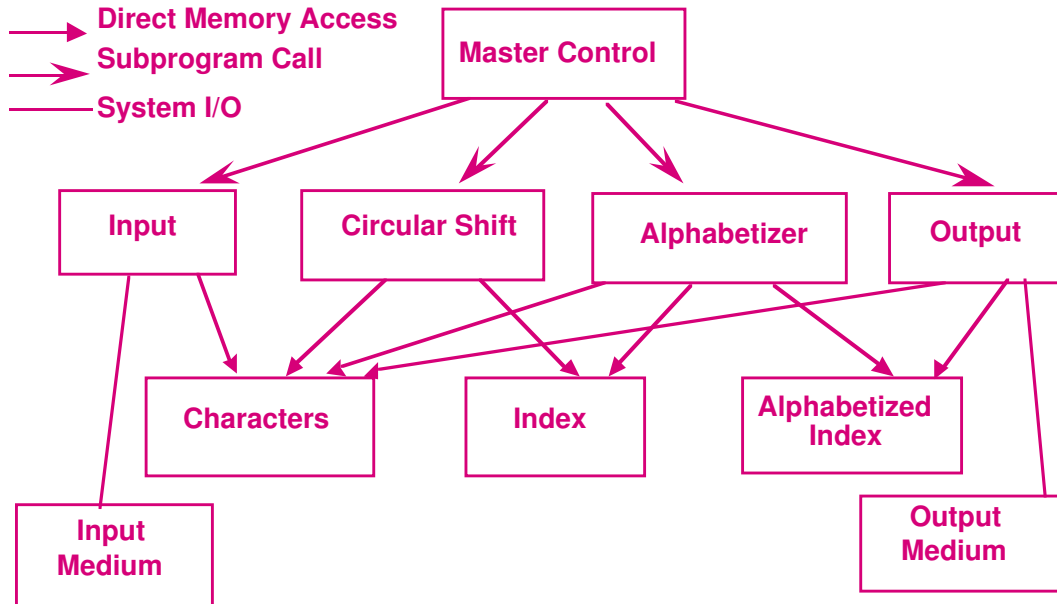 Direct Memory Access
Subprogram Call
System I/O
Master Control
Input
Circular Shift
Alphabetizer
Output
Characters
Index
Alphabetized
Index
Input
Medium
Output
Medium